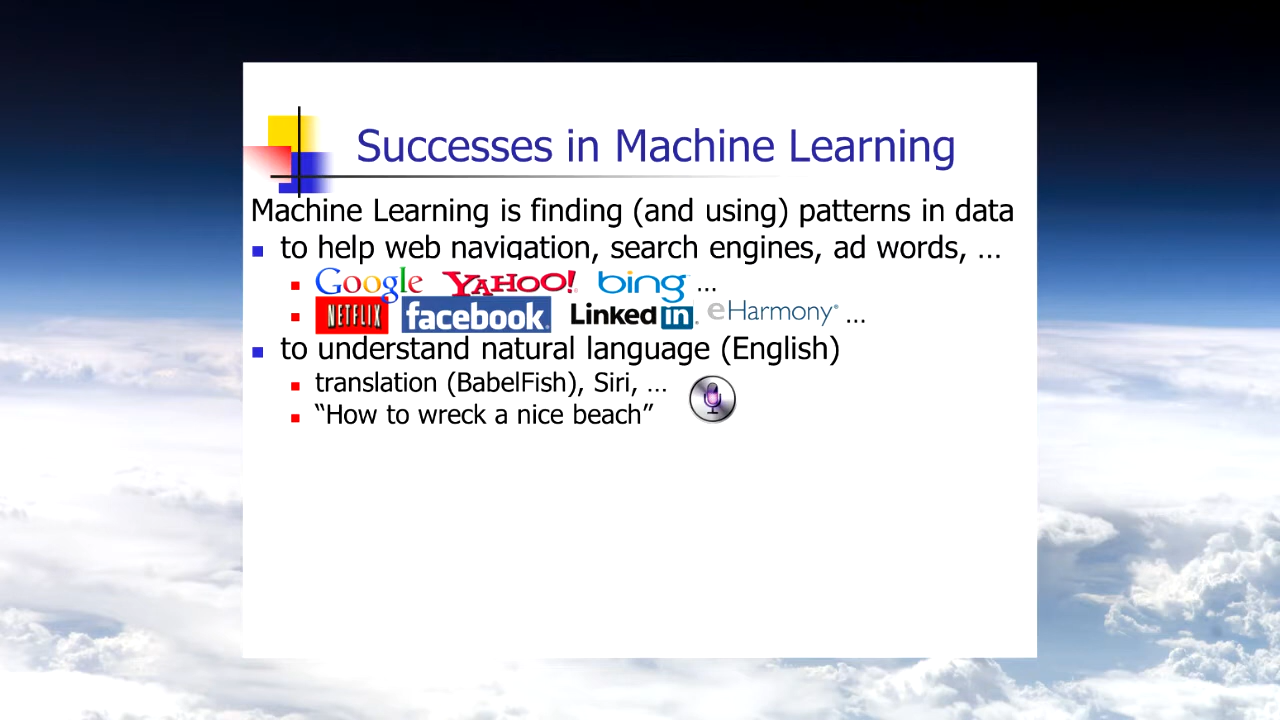 Successes in Machine Learning
Machine Learning is finding (and using) patterns in data
to help web navigation, search engines, ad words, …
Google YAHOO! bing ...
NETFLIX facebook Linked in eHarmony® ...
to understand natural language (English)
translation (BabelFish), Siri, …
“How to wreck a nice beach”